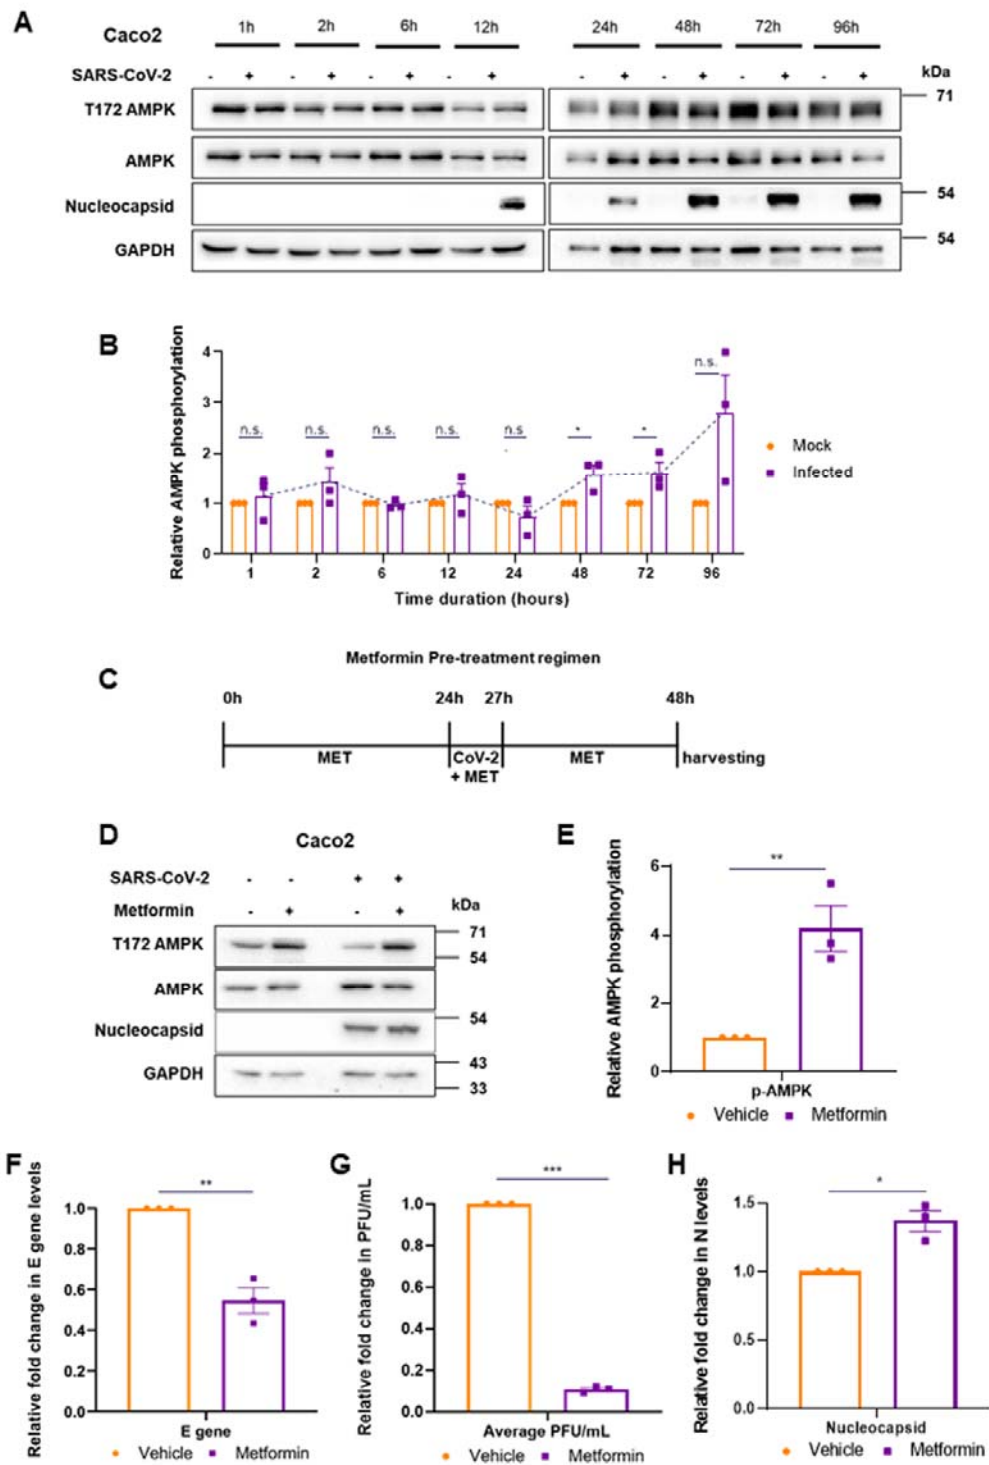 A
Caco2
1h 2h 6h 12h 24h 48h 72h 96h
SARS-CoV-2 - + - + - + - + - + - + - + - + kDa
T172 AMPK 71
AMPK
Nucleocapsid 54
GAPDH 54
B
Relative AMPK phosphorylation
4
3
2
1
0
n.s. n.s. n.s. n.s. n.s * * n.s.
Mock
Infected
1 2 6 12 24 48 72 96
Time duration (hours)
C
Metformin Pre-treatment regimen
0h 24h 27h 48h
MET CoV-2 MET harvesting
+ MET
D
Caco2
SARS-CoV-2 - - + +
Metformin - + - + kDa
T172 AMPK 71
54
AMPK
Nucleocapsid 54
GAPDH 43
33
E
Relative AMPK phosphorylation
6
4
2
0
**
p-AMPK
Vehicle Metformin
F
Relative fold change in E gene levels
1.0
0.8
0.6
0.4
0.2
0.0
**
E gene
Vehicle Metformin
G
Relative fold change in PFU/mL
1.0
0.8
0.6
0.4
0.2
0.0
***
Average PFU/mL
Vehicle Metformin
H
Relative fold change in N levels
1.5
1.0
0.5
0.0
*
Nucleocapsid
Vehicle Metformin